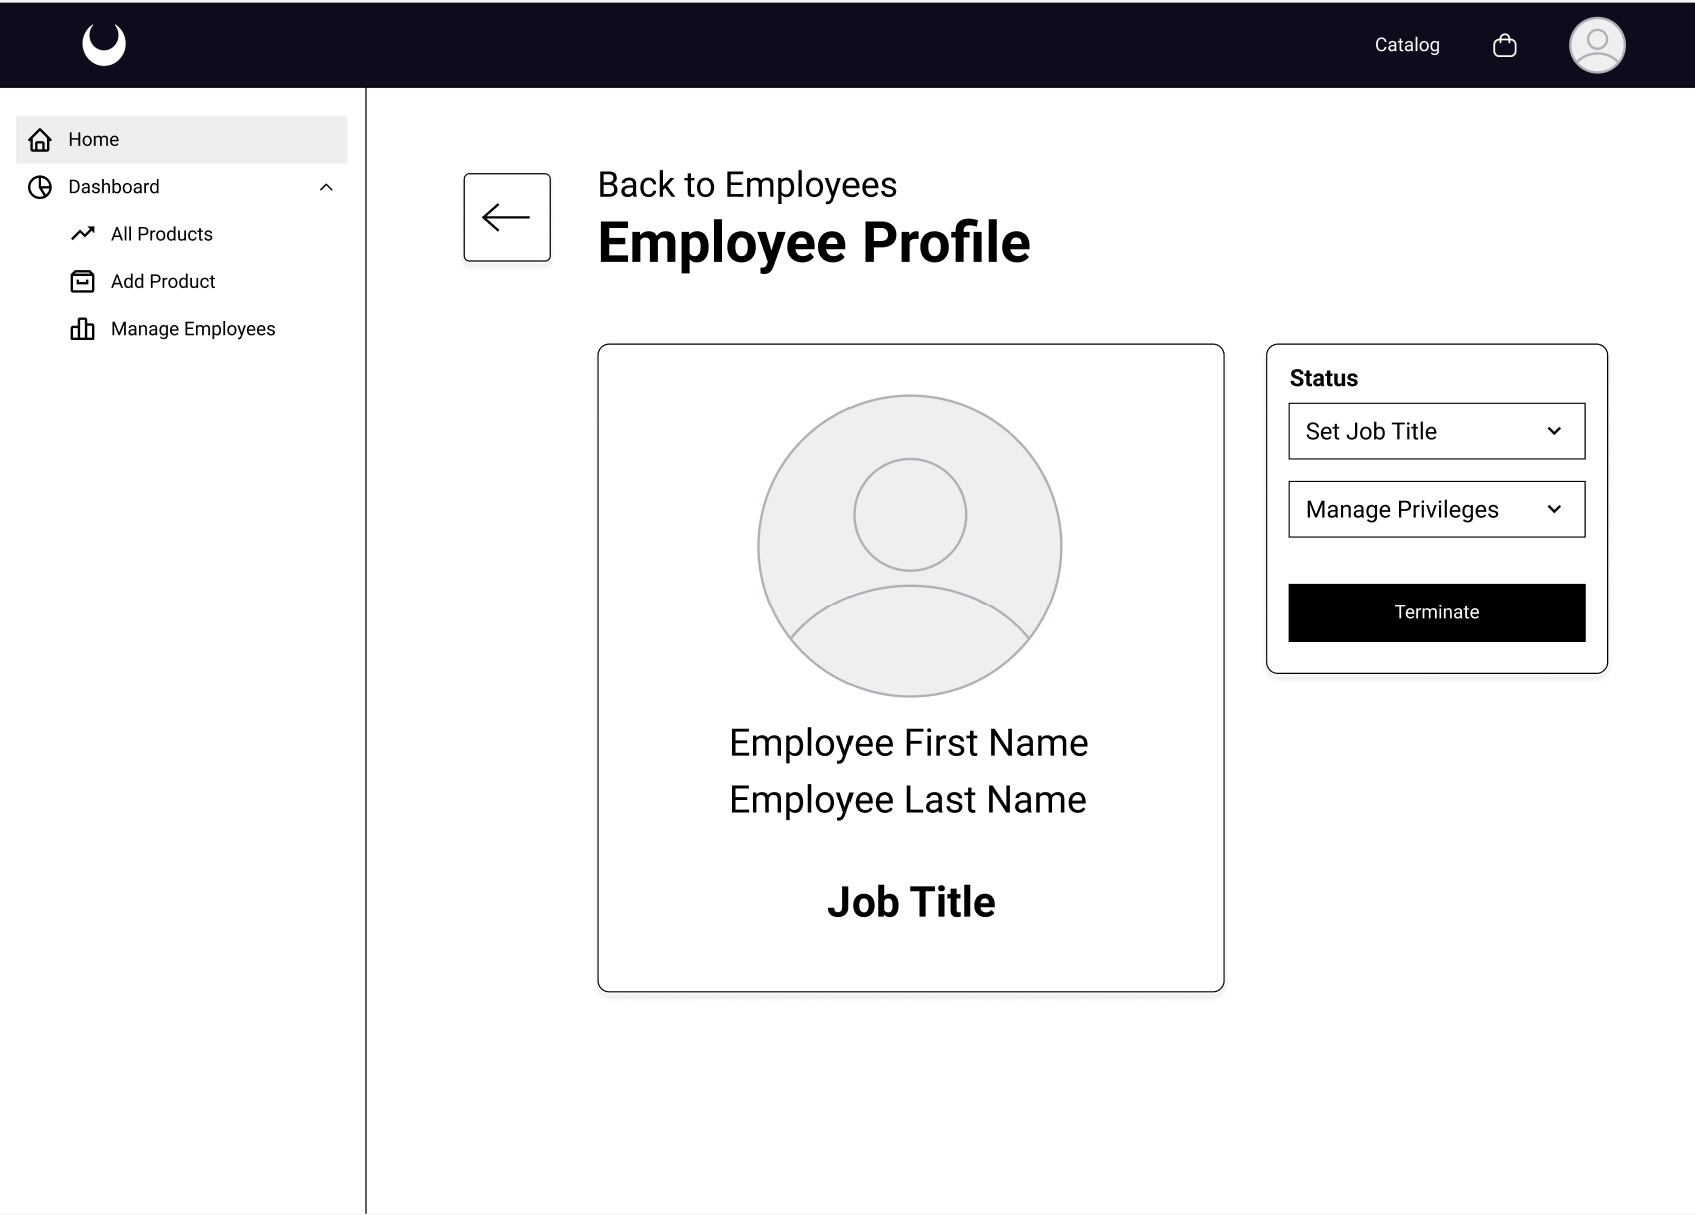 Catalog
Home
Dashboard
All Products
Add Product
Manage Employees
Back to Employees
Employee Profile
Employee First Name
Employee Last Name
Job Title
Status
Set Job Title
Manage Privileges
Terminate